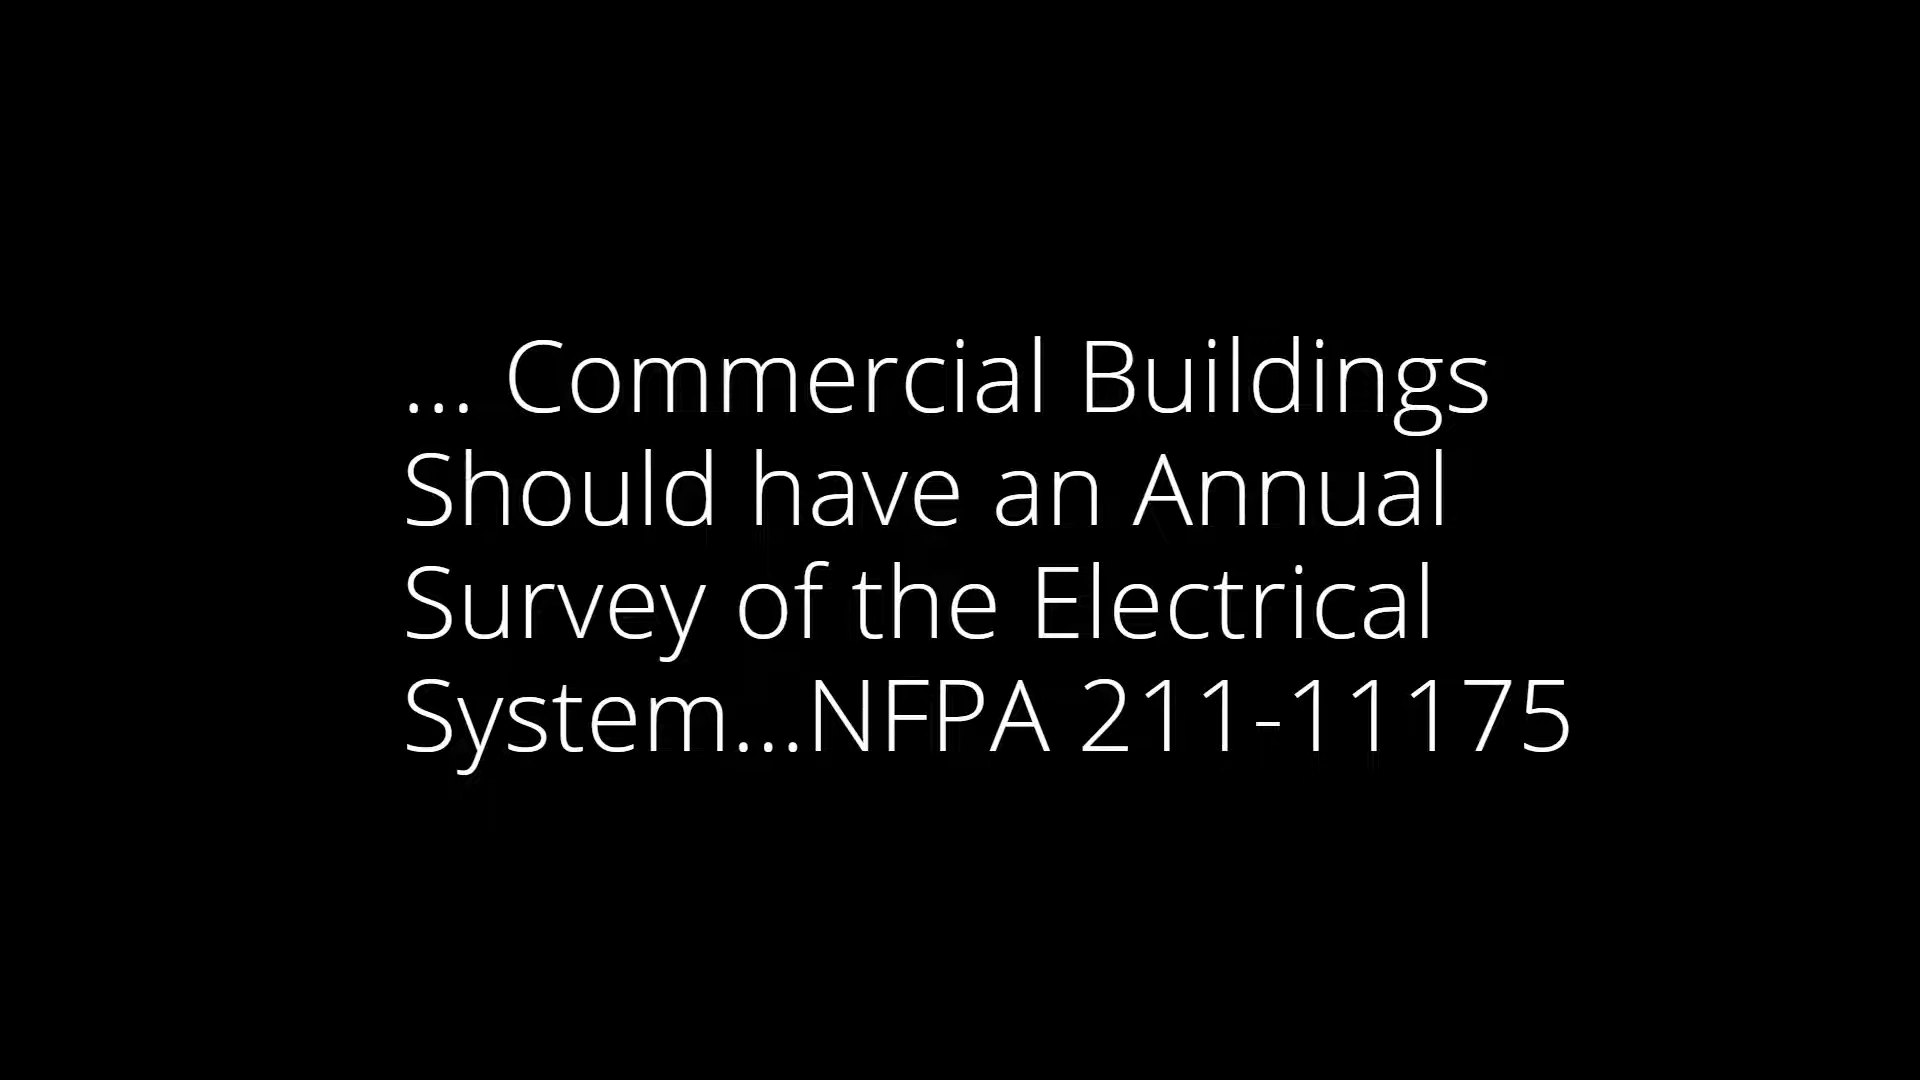 ... Commercial Buildings
Should have an Annual
Survey of the Electrical
System...NFPA 211-11175